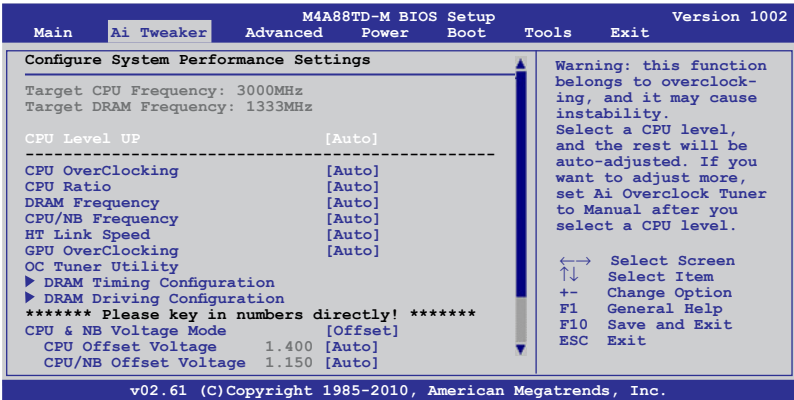 M4A88TD-M BIOS Setup Version 1002
Main Ai Tweaker Advanced Power Boot Tools Exit
Configure System Performance Settings
Target CPU Frequency: 3000MHz
Target DRAM Frequency: 1333MHz
CPU Level UP [Auto]
-----------------------------------------------
CPU OverClocking [Auto]
CPU Ratio [Auto]
DRAM Frequency [Auto]
CPU/NB Frequency [Auto]
HT Link Speed [Auto]
GPU OverClocking [Auto]
OC Tuner Utility
DRAM Timing Configuration
DRAM Driving Configuration
******* Please key in numbers directly! *******
CPU & NB Voltage Mode [Offset]
CPU Offset Voltage 1.400 [Auto]
CPU/NB Offset Voltage 1.150 [Auto]
Warning: this function
belongs to overclock-
ing, and it may cause
instability.
Select a CPU level,
and the rest will be
auto-adjusted. If you
want to adjust more,
set Ai Overclock Tuner
to Manual after you
select a CPU level.
←→ Select Screen
↑↓ Select Item
+- Change Option
F1 General Help
F10 Save and Exit
ESC Exit
v02.61 (C)Copyright 1985-2010, American Megatrends, Inc.